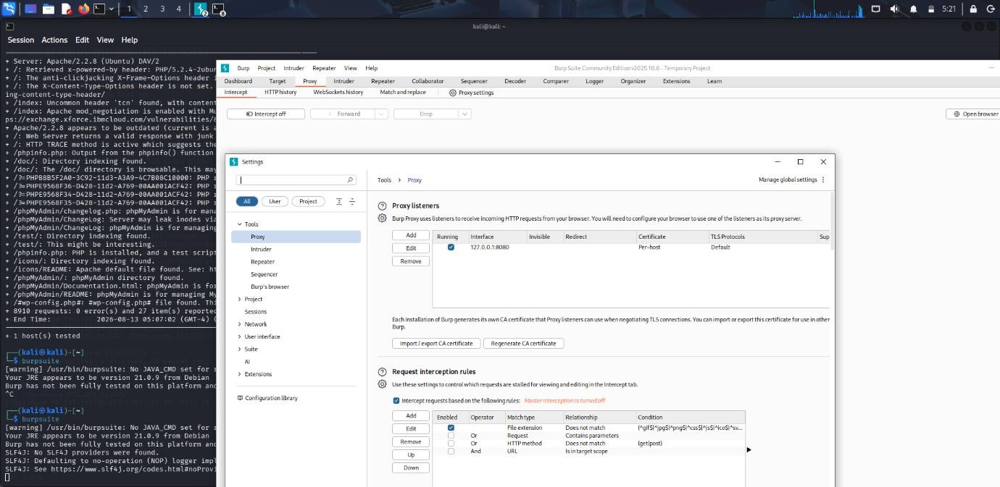 1 2 3 4 2 8 5:21
kali@kali: ~
Session Actions Edit View Help
+ Server: Apache/2.2.8 (Ubuntu) DAV/2
+ /: Retrieved x-powered-by header: PHP/5.2.4-2ubun
+ /: The anti-clickjacking X-Frame-Options header i
+ /: The X-Content-Type-Options header is not set.
ing-content-type-header/
+ /index: Uncommon header 'tcn' found, with content
+ /index: Apache mod_negotiation is enabled with Mu
ps://exchange.xforce.ibmcloud.com/vulnerabilities/8
+ Apache/2.2.8 appears to be outdated (current is a
+ /: Web Server returns a valid response with junk
+ /: HTTP TRACE method is active which suggests the
+ /phpinfo.php: Output from the phpinfo() function
+ /doc/: Directory indexing found.
+ /doc/: The /doc/ directory is browsable. This may
+ /?=PHPB8B5F2A0-3C92-11d3-A3A9-4C7B08C10000: PHP r
+ /?=PHPE9568F36-D428-11d2-A769-00AA001ACF42: PHP r
+ /?=PHPE9568F34-D428-11d2-A769-00AA001ACF42: PHP r
+ /?=PHPE9568F35-D428-11d2-A769-00AA001ACF42: PHP r
+ /phpMyAdmin/changelog.php: phpMyAdmin is for mana
+ /phpMyAdmin/ChangeLog: Server may leak inodes via
+ /phpMyAdmin/ChangeLog: phpMyAdmin is for managing
+ /test/: Directory indexing found.
+ /test/: This might be interesting.
+ /phpinfo.php: PHP is installed, and a test script
+ /icons/: Directory indexing found.
+ /icons/README: Apache default file found. See: ht
+ /phpMyAdmin/: phpMyAdmin directory found.
+ /phpMyAdmin/Documentation.html: phpMyAdmin is for
+ /phpMyAdmin/README: phpMyAdmin is for managing My
+ /#wp-config.php#: #wp-config.php# file found. Thi
+ 8910 requests: 0 error(s) and 27 item(s) reported
+ End Time: 2026-08-13 05:07:02 (GMT-4) (
+ 1 host(s) tested
┌──(kali㉿kali)-[~]
└─$ burpsuite
[warning] /usr/bin/burpsuite: No JAVA_CMD set for r
Your JRE appears to be version 21.0.9 from Debian
Burp has not been fully tested on this platform and
^C
┌──(kali㉿kali)-[~]
└─$ burpsuite
[warning] /usr/bin/burpsuite: No JAVA_CMD set for r
Your JRE appears to be version 21.0.9 from Debian
Burp has not been fully tested on this platform and
SLF4J: No SLF4J providers were found.
SLF4J: Defaulting to no-operation (NOP) logger impl
SLF4J: See https://www.slf4j.org/codes.html#noProvi
Burp Project Intruder Repeater View Help Burp Suite Community Edition v2025.10.6 - Temporary Project
Dashboard Target Proxy Intruder Repeater Collaborator Sequencer Decoder Comparer Logger Organizer Extensions Learn
Intercept HTTP history WebSockets history Match and replace Proxy settings
Intercept off Forward Drop Open browser
Settings
All User Project
Tools
Proxy
Intruder
Repeater
Sequencer
Burp's browser
Project
Sessions
Network
User interface
Suite
AI
Extensions
Configuration library
Tools > Proxy Manage global settings
Proxy listeners
Burp Proxy uses listeners to receive incoming HTTP requests from your browser. You will need to configure your browser to use one of the listeners as its proxy server.
Add
Edit
Remove
Running Interface Invisible Redirect Certificate TLS Protocols Sup
127.0.0.1:8080 Per-host Default
Each installation of Burp generates its own CA certificate that Proxy listeners can use when negotiating TLS connections. You can import or export this certificate for use in other
Burp.
Import / export CA certificate Regenerate CA certificate
Request interception rules
Use these settings to control which requests are stalled for viewing and editing in the Intercept tab.
Intercept requests based on the following rules: Master interception is turned off
Add
Edit
Remove
Up
Down
Enabled Operator Match type Relationship Condition
File extension Does not match (^gif$|^jpg$|^png$|^css$|^js$|^ico$|^sv...
Or Request Contains parameters
Or HTTP method Does not match (get|post)
And URL Is in target scope